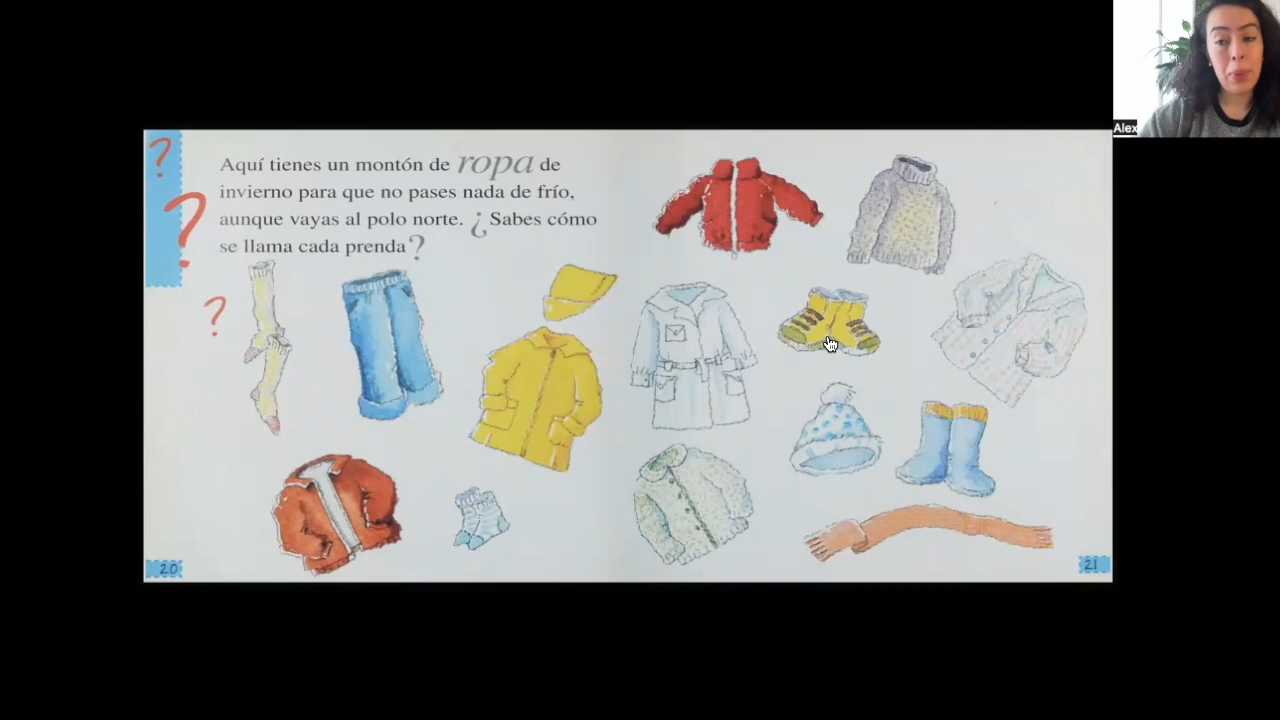 Alex
?
?
?
Aquí tienes un montón de ropa de
invierno para que no pases nada de frío,
aunque vayas al polo norte. ¿Sabes cómo
se llama cada prenda?
20
21